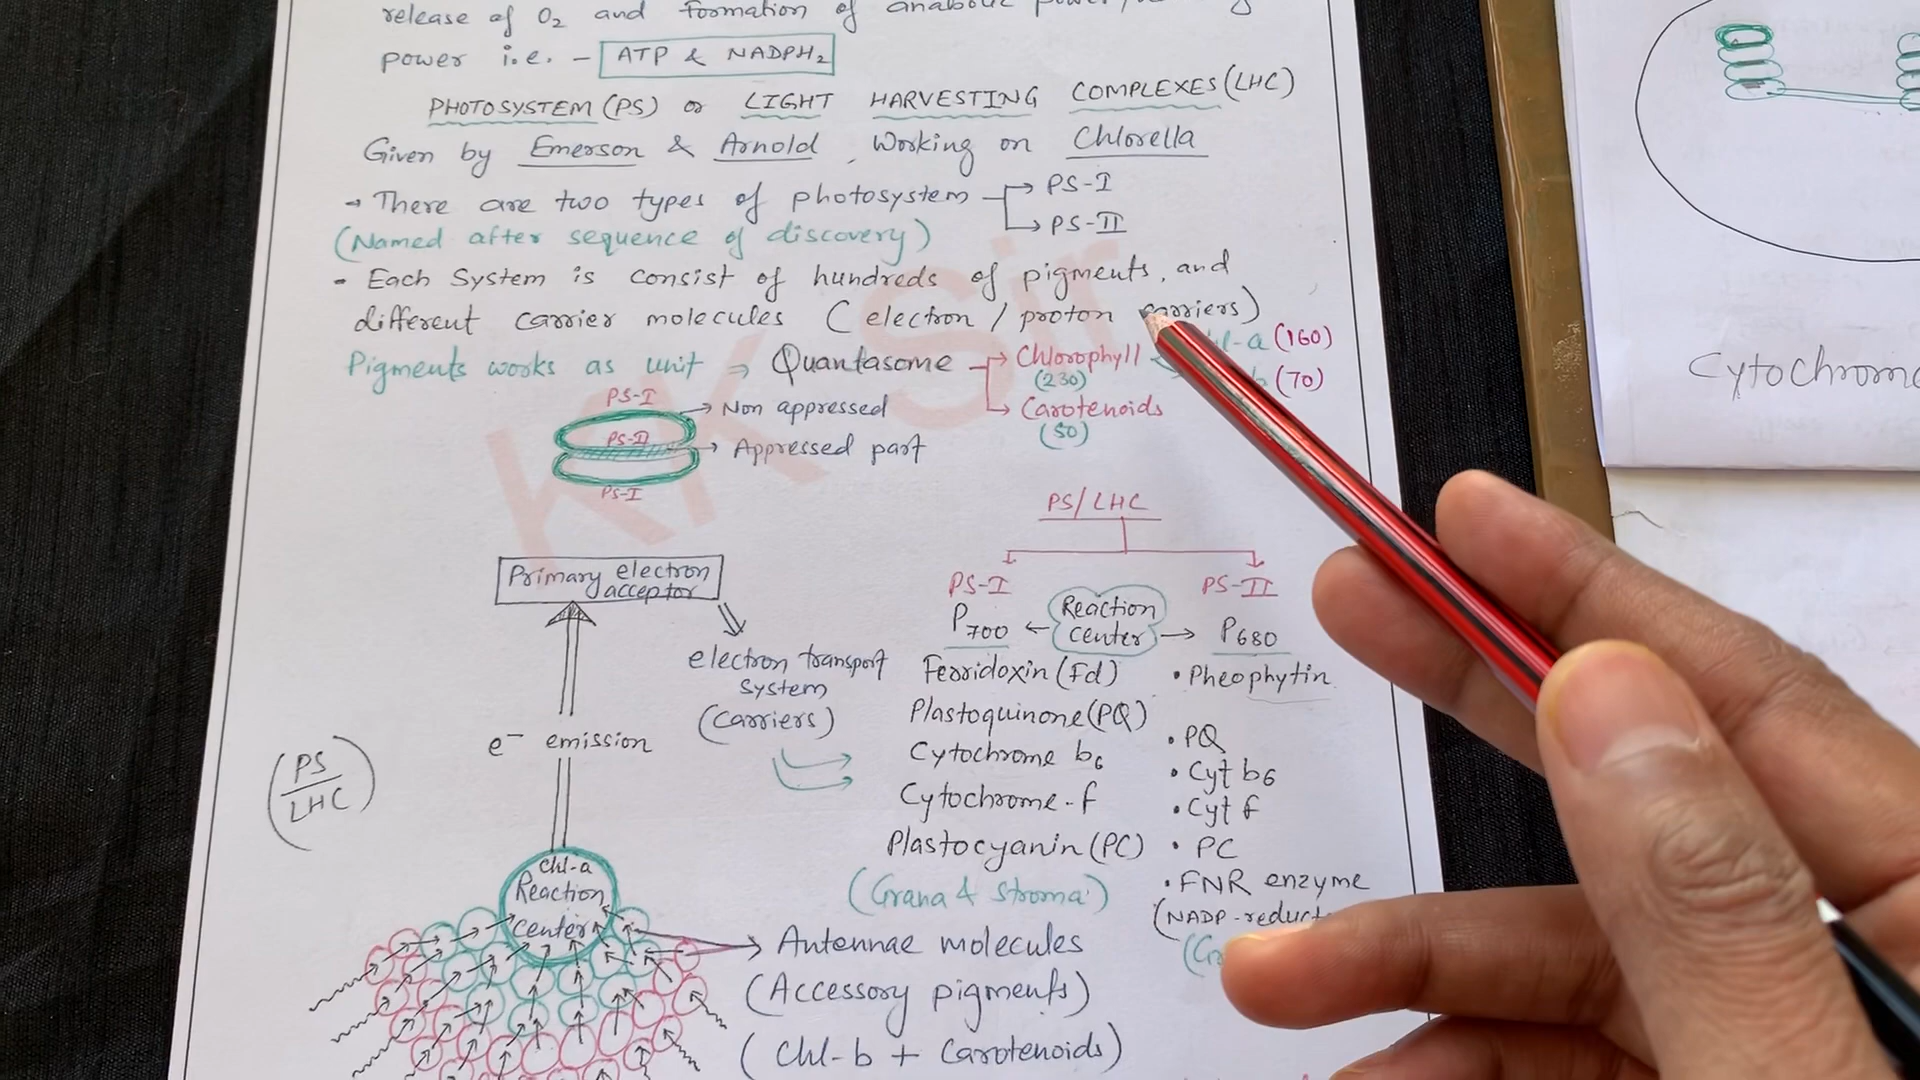 release of O2 and formation of anabolic
power i.e. - ATP & NADPH2
PHOTOSYSTEM (PS) or LIGHT HARVESTING COMPLEXES (LHC)
Given by Emerson & Arnold, Working on Chlorella
→ There are two types of photosystem → PS-I
→ PS-II
(Named after sequence of discovery)
- Each System is consist of hundreds of pigments, and
different carrier molecules (electron / proton carriers)
Pigments works as unit ⇒ Quantasome → Chlorophyll
(230)
(160)
(70)
→ Carotenoids
(50)
PS-I
→ Non appressed
PS-II
→ Appressed part
PS-I
KK Sir
PS/LHC
PS-I
PS-II
P700 ← Reaction center → P680
Primary electron
acceptor
electron transport
system
(carriers)
Ferridoxin (Fd)
Plastoquinone (PQ)
Cytochrome b6
Cytochrome-f
Plastocyanin (PC)
(Grana & stroma)
• Pheophytin
• PQ
• Cyt b6
• Cyt f
• PC
• FNR enzyme
e- emission
(PS/LHC)
Chl-a
Reaction
center
→ Antennae molecules
(Accessory pigments)
(Chl-b + Carotenoids)